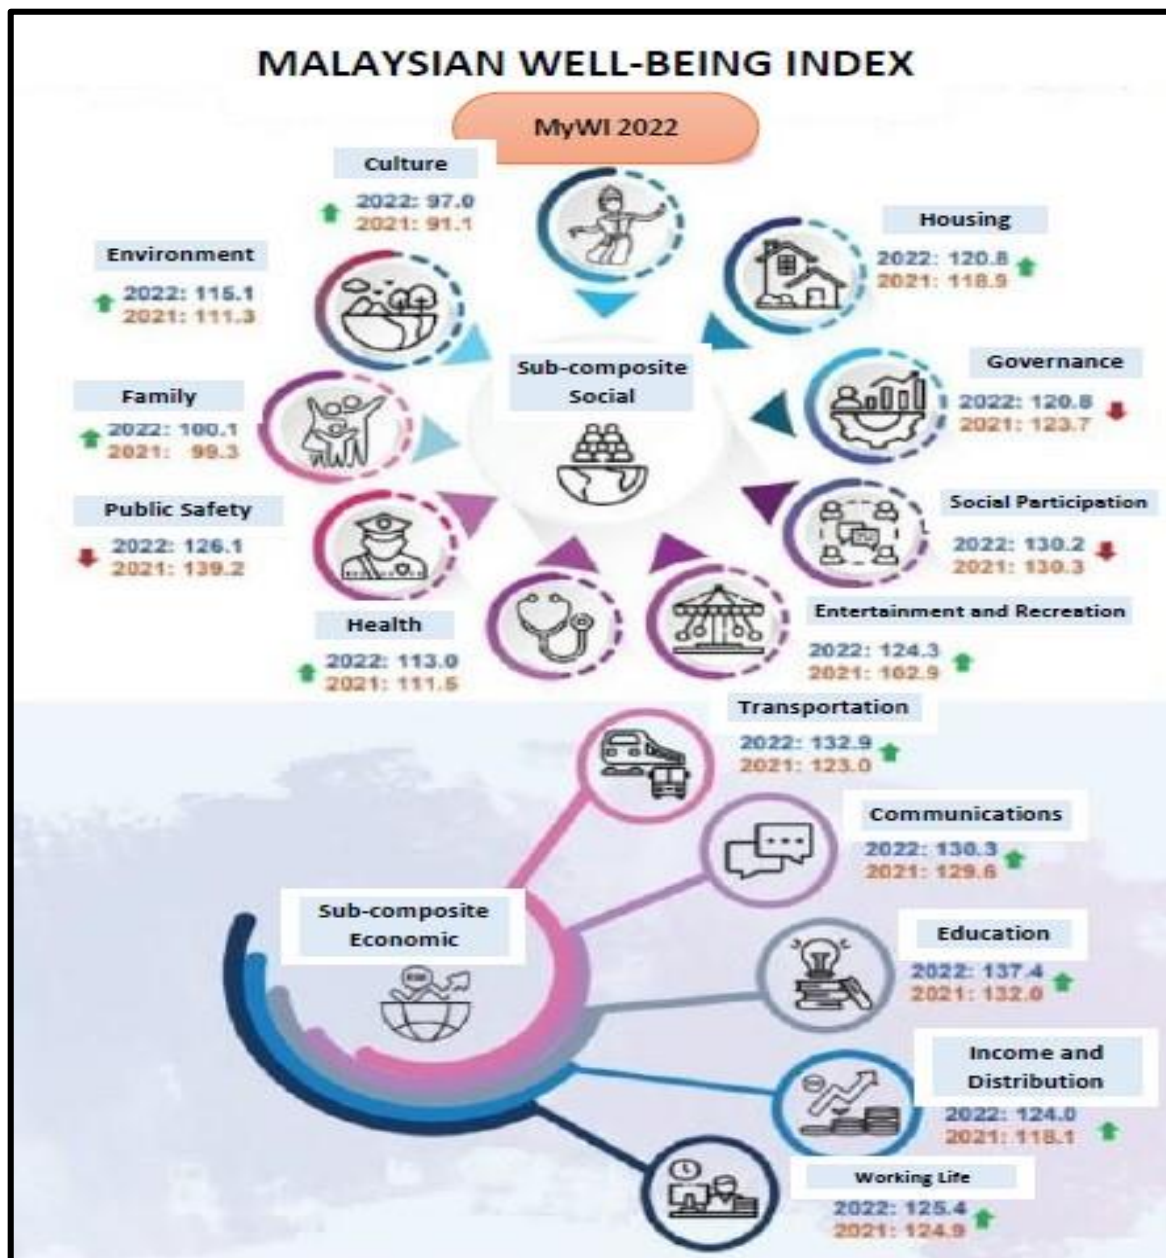 MALAYSIAN WELL-BEING INDEX
MyWI 2022
Culture
2022: 97.0
2021: 91.1
Housing
2022: 120.8
2021: 118.9
Environment
2022: 115.1
2021: 111.3
Sub-composite
Social
Governance
2022: 120.8
2021: 123.7
Family
2022: 100.1
2021: 99.3
Social Participation
2022: 130.2
2021: 130.3
Public Safety
2022: 126.1
2021: 139.2
Entertainment and Recreation
2022: 124.3
2021: 102.9
Health
2022: 113.0
2021: 111.5
Transportation
2022: 132.9
2021: 123.0
Communications
2022: 130.3
2021: 129.6
Sub-composite
Economic
Education
2022: 137.4
2021: 132.0
Income and
Distribution
2022: 124.0
2021: 118.1
Working Life
2022: 125.4
2021: 124.9